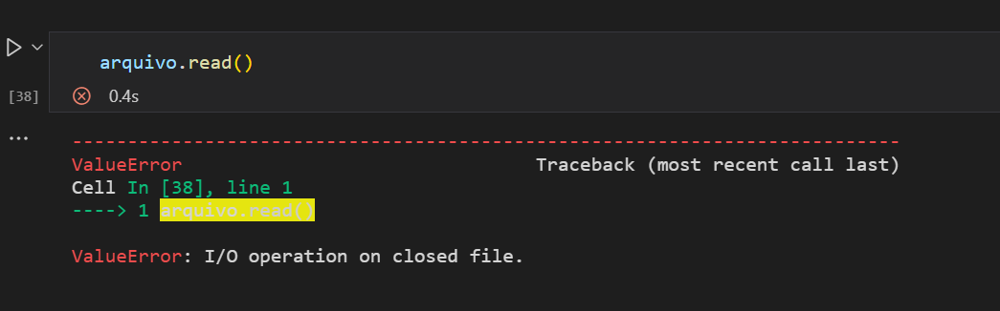 arquivo.read()
[38]
0.4s
...
---------------------------------------------------------------------------
ValueError                                Traceback (most recent call last)
Cell In [38], line 1
----> 1 arquivo.read()
ValueError: I/O operation on closed file.